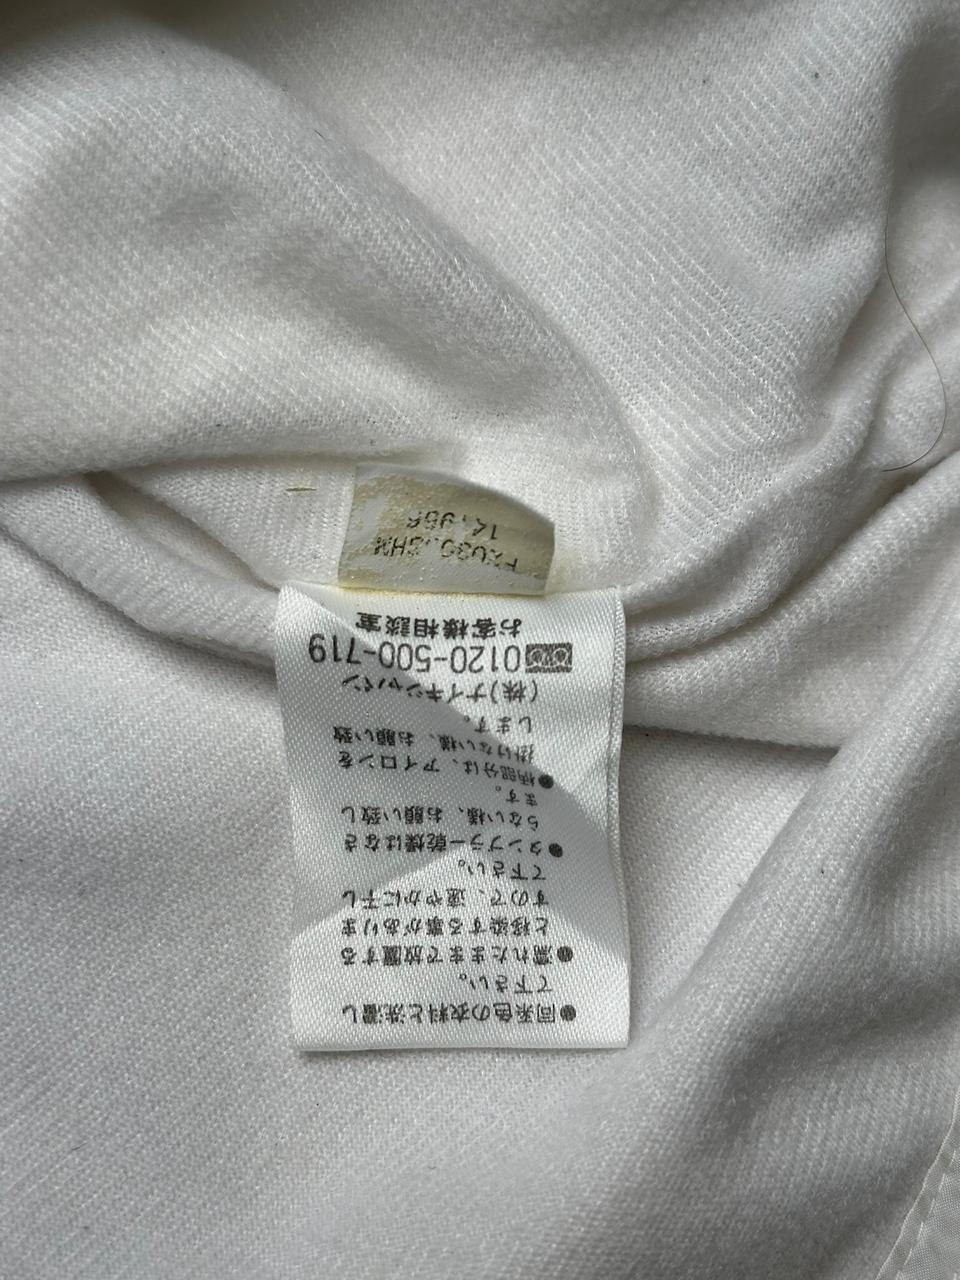 ●同系色の衣料と洗濯し
て下さい。
●濡れたままで放置する
と移染する事があります
すので、速やかに干し
て下さい。
●タンブラー乾燥はなさ
らない様、お願い致し
ます。
●柄部分は、アイロンを
掛けない様、お願い致
します。
(株)ナイキジャパン
0120-500-719
お客様相談室